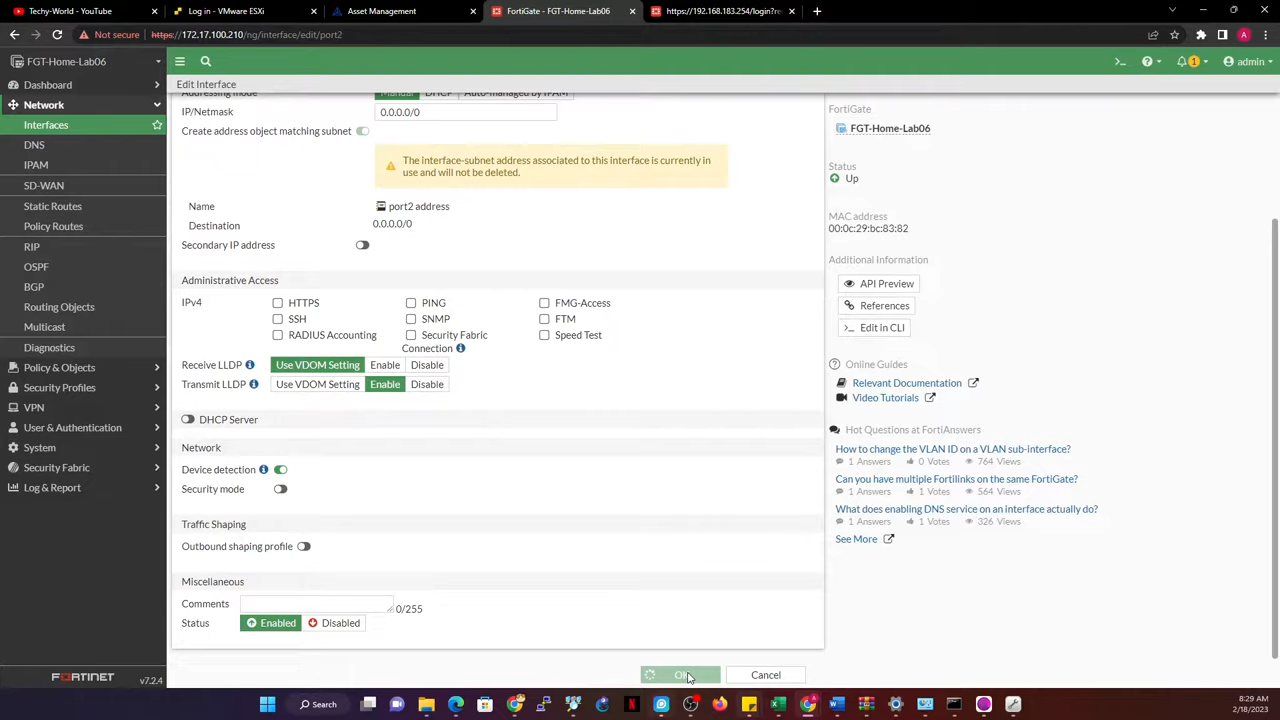 Techy-World - YouTube
Log in - VMware ESXi
Asset Management
FortiGate - FGT-Home-Lab06
https://192.168.183.254/login?re
Not secure
https://172.17.100.210/ng/interface/edit/port2
A
FGT-Home-Lab06
1
admin
Dashboard
Edit Interface
Network
Addressing mode Manual DHCP Auto-managed by IPAM
Interfaces
IP/Netmask 0.0.0.0/0
DNS
Create address object matching subnet
IPAM
The interface-subnet address associated to this interface is currently in
use and will not be deleted.
SD-WAN
Static Routes
Name port2 address
Policy Routes
Destination 0.0.0.0/0
RIP
Secondary IP address
OSPF
BGP
Administrative Access
Routing Objects
IPv4 HTTPS PING FMG-Access
Multicast
SSH SNMP FTM
Diagnostics
RADIUS Accounting Security Fabric Speed Test
Connection
Policy & Objects
Receive LLDP Use VDOM Setting Enable Disable
Security Profiles
Transmit LLDP Use VDOM Setting Enable Disable
VPN
DHCP Server
User & Authentication
System
Network
Security Fabric
Device detection
Log & Report
Security mode
Traffic Shaping
Outbound shaping profile
Miscellaneous
Comments 0/255
Status Enabled Disabled
Cancel
FortiGate
FGT-Home-Lab06
Status
Up
MAC address
00:0c:29:bc:83:82
Additional Information
API Preview
References
>_ Edit in CLI
Online Guides
Relevant Documentation
Video Tutorials
Hot Questions at FortiAnswers
How to change the VLAN ID on a VLAN sub-interface?
1 Answers 0 Votes 764 Views
Can you have multiple Fortilinks on the same FortiGate?
1 Answers 1 Votes 564 Views
What does enabling DNS service on an interface actually do?
1 Answers 1 Votes 326 Views
See More
FORTINET
v7.2.4
Search
8:29 AM
2/18/2023